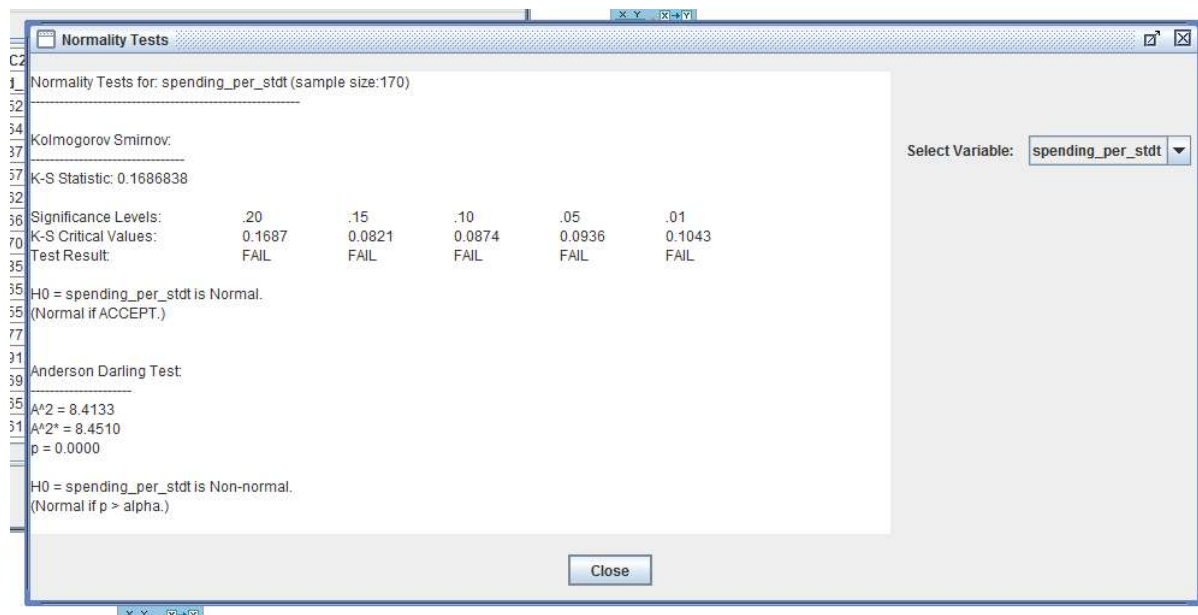 X Y X→Y
Normality Tests
Normality Tests for: spending_per_stdt (sample size:170)
------------------------------------------------------------
Kolmogorov Smirnov:
--------------------------------
K-S Statistic: 0.1686838
Select Variable: spending_per_stdt
Significance Levels: .20 .15 .10 .05 .01
K-S Critical Values: 0.1687 0.0821 0.0874 0.0936 0.1043
Test Result: FAIL FAIL FAIL FAIL FAIL
H0 = spending_per_stdt is Normal.
(Normal if ACCEPT.)
Anderson Darling Test:
---------------------
A^2 = 8.4133
A^2* = 8.4510
p = 0.0000
H0 = spending_per_stdt is Non-normal.
(Normal if p > alpha.)
Close
X Y X→Y